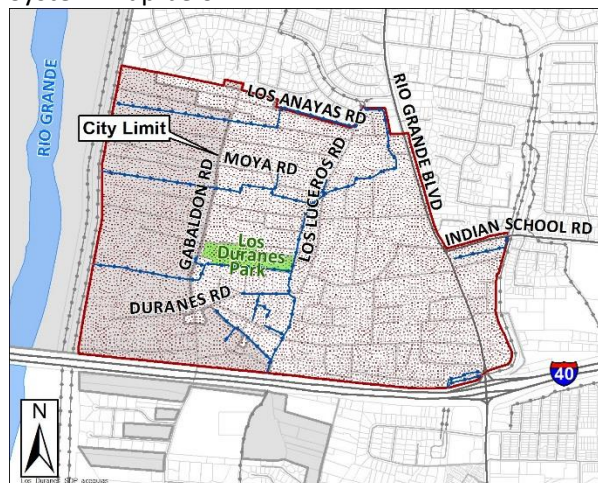 RIO GRANDE
LOS ANAYAS RD
City Limit
MOYA RD
GABALDON RD
LOS LUCEROS RD
RIO GRANDE BLVD
INDIAN SCHOOL RD
Los
Duranes
Park
DURANES RD
40
N